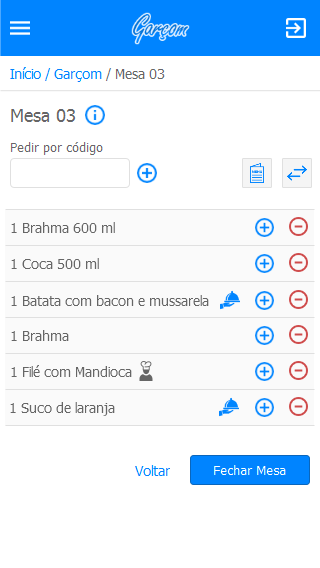 Garçom
Início / Garçom / Mesa 03
Mesa 03
Pedir por código
1 Brahma 600 ml
1 Coca 500 ml
1 Batata com bacon e mussarela
1 Brahma
1 Filé com Mandioca
1 Suco de laranja
Voltar
Fechar Mesa